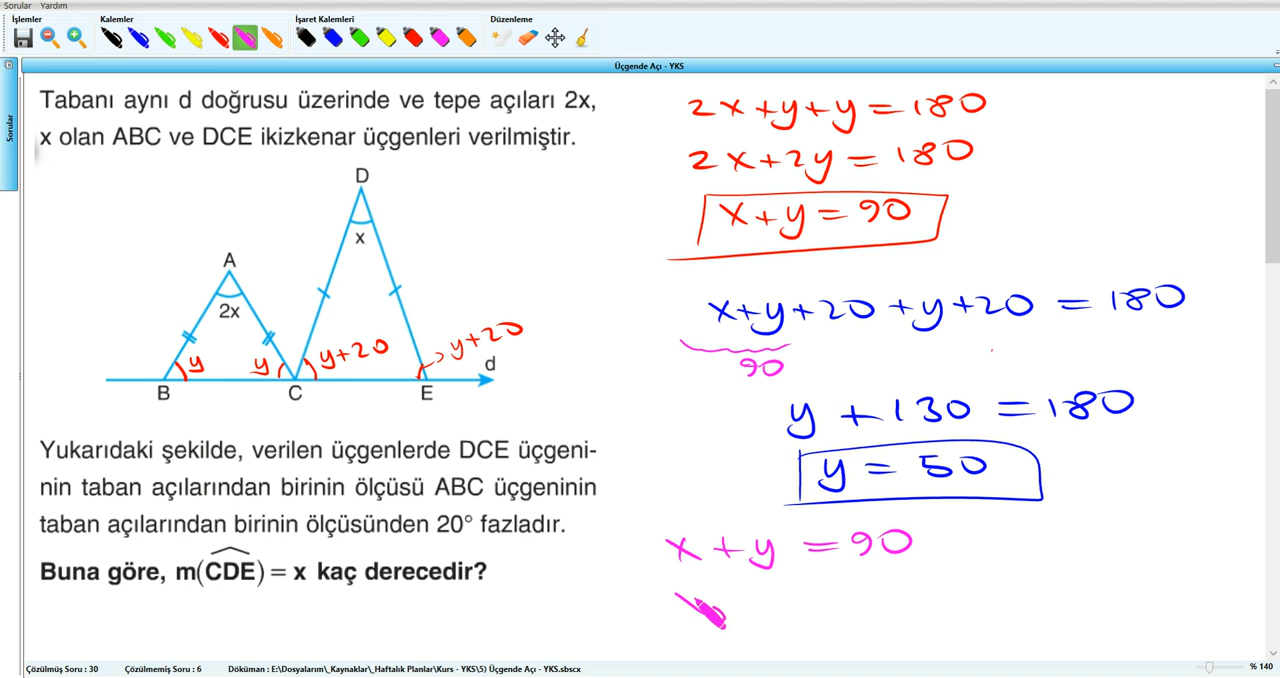 Sorular Yardım
İşlemler Kalemler İşaret Kalemleri Düzenleme
Üçgende Açı - YKS
Sorular
Tabanı aynı d doğrusu üzerinde ve tepe açıları 2x,
x olan ABC ve DCE ikizkenar üçgenleri verilmiştir.
D
x
A
2x
y
y
y+20
y+20
d
B
C
E
Yukarıdaki şekilde, verilen üçgenlerde DCE üçgeni-
nin taban açılarından birinin ölçüsü ABC üçgeninin
taban açılarından birinin ölçüsünden 20° fazladır.
Buna göre, m(CDE) = x kaç derecedir?
2x+y+y=180
2x+2y=180
x+y=90
x+y+20+y+20=180
90
y+130=180
y=50
x+y=90
Çözülmüş Soru : 30 Çözülmemiş Soru : 6 Döküman : E:\Dosyalarım\_Kaynaklar\_Haftalık Planlar\Kurs - YKS\5) Üçgende Açı - YKS.sbscx % 140